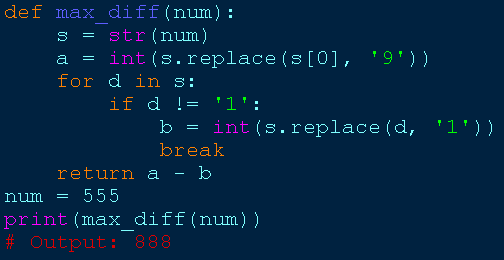 def max_diff(num):
    s = str(num)
    a = int(s.replace(s[0], '9'))
    for d in s:
        if d != '1':
            b = int(s.replace(d, '1'))
            break
    return a - b
num = 555
print(max_diff(num))
# Output: 888